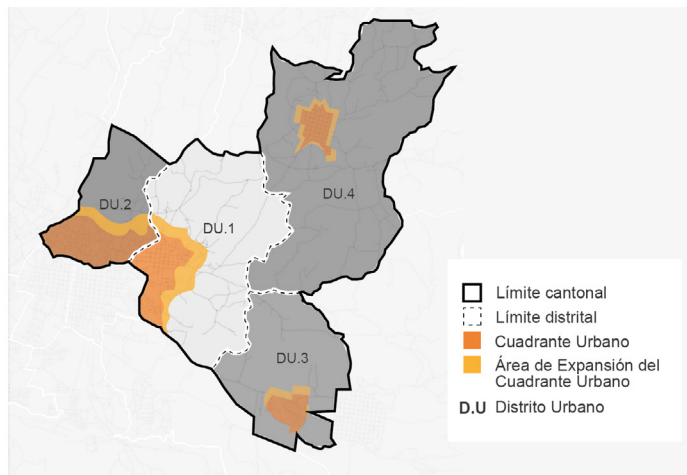 DU.2
DU.1
DU.4
DU.3
Límite cantonal
Límite distrital
Cuadrante Urbano
Área de Expansión del
Cuadrante Urbano
D.U Distrito Urbano